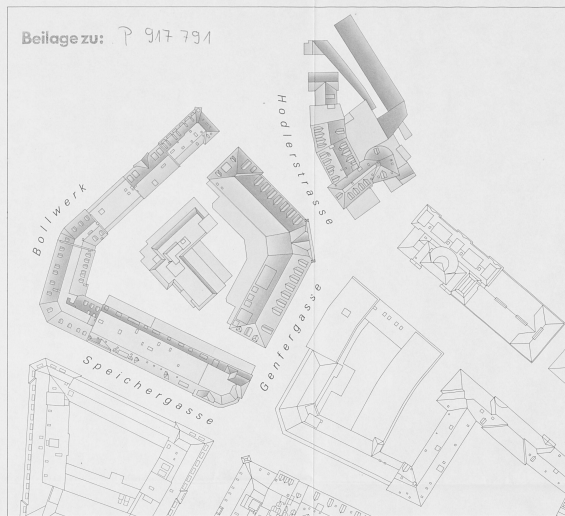 Beilage zu: P 917 791
Hodlerstrasse
Bollwerk
Genfergasse
Speichergasse